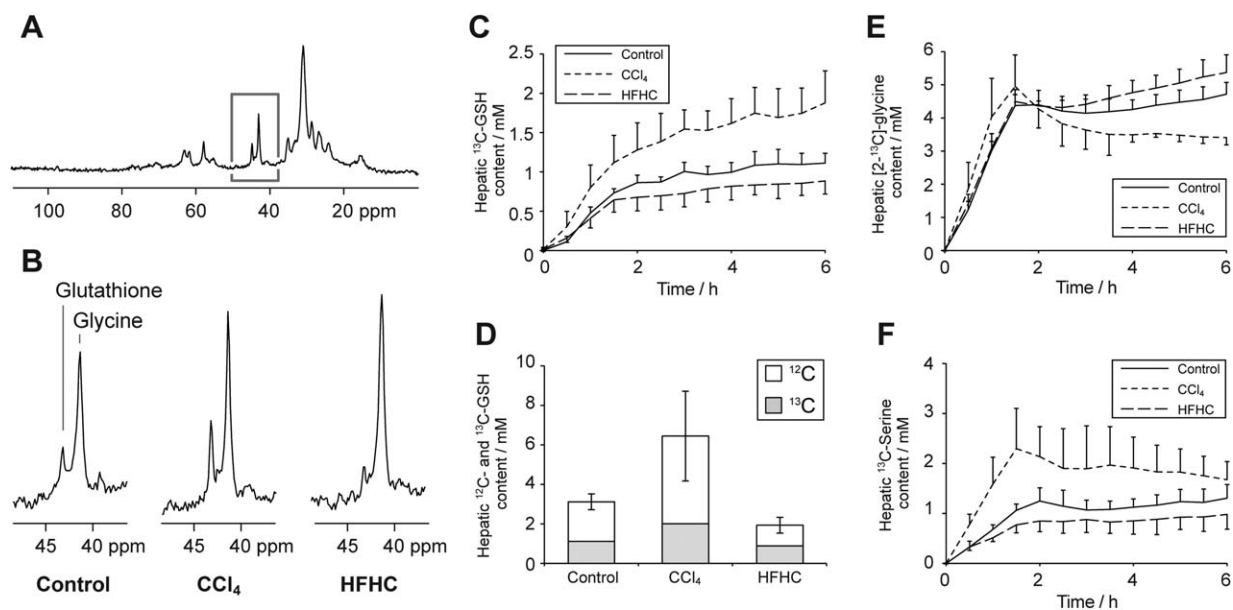 A
100 80 60 40 20 ppm
B
Glutathione
Glycine
45 40 ppm
45 40 ppm
45 40 ppm
Control
CCl₄
HFHC
C
Hepatic ¹³C-GSH
content / mM
2.5
2
1.5
1
0.5
0
Control
CCl₄
HFHC
0 2 4 6
Time / h
D
Hepatic ¹²C- and ¹³C-GSH
content / mM
10
8
6
4
2
0
¹²C
¹³C
Control CCl₄ HFHC
E
Hepatic [2-¹³C]-glycine
content / mM
6
5
4
3
2
1
0
Control
CCl₄
HFHC
0 2 4 6
Time / h
F
Hepatic ¹³C-Serine
content / mM
4
3
2
1
0
Control
CCl₄
HFHC
0 2 4 6
Time / h